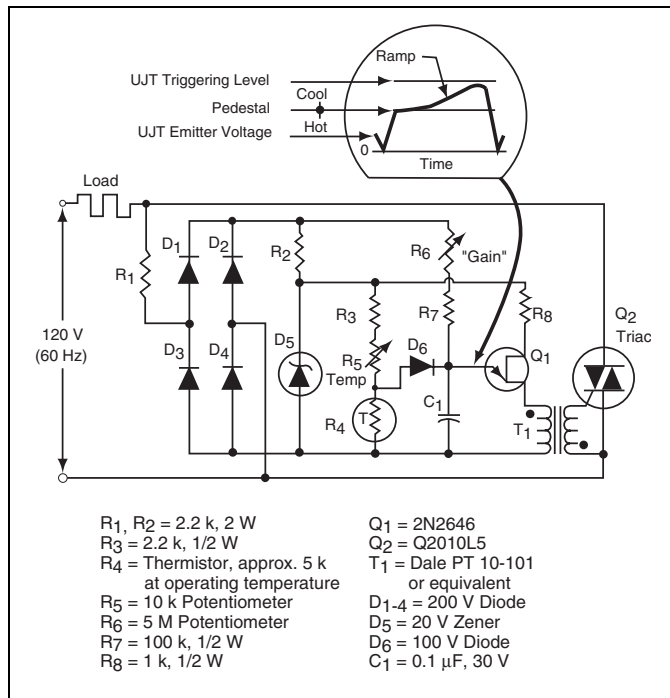 Ramp
UJT Triggering Level
Cool
Pedestal
Hot
UJT Emitter Voltage
0
Time
Load
D1
D2
R1
R2
R6
"Gain"
R3
R7
R8
Q2
Triac
120 V
(60 Hz)
D3
D4
D5
R5
Temp
D6
Q1
T
R4
C1
T1
R1, R2 = 2.2 k, 2 W
R3 = 2.2 k, 1/2 W
R4 = Thermistor, approx. 5 k
at operating temperature
R5 = 10 k Potentiometer
R6 = 5 M Potentiometer
R7 = 100 k, 1/2 W
R8 = 1 k, 1/2 W
Q1 = 2N2646
Q2 = Q2010L5
T1 = Dale PT 10-101
or equivalent
D1-4 = 200 V Diode
D5 = 20 V Zener
D6 = 100 V Diode
C1 = 0.1 μF, 30 V